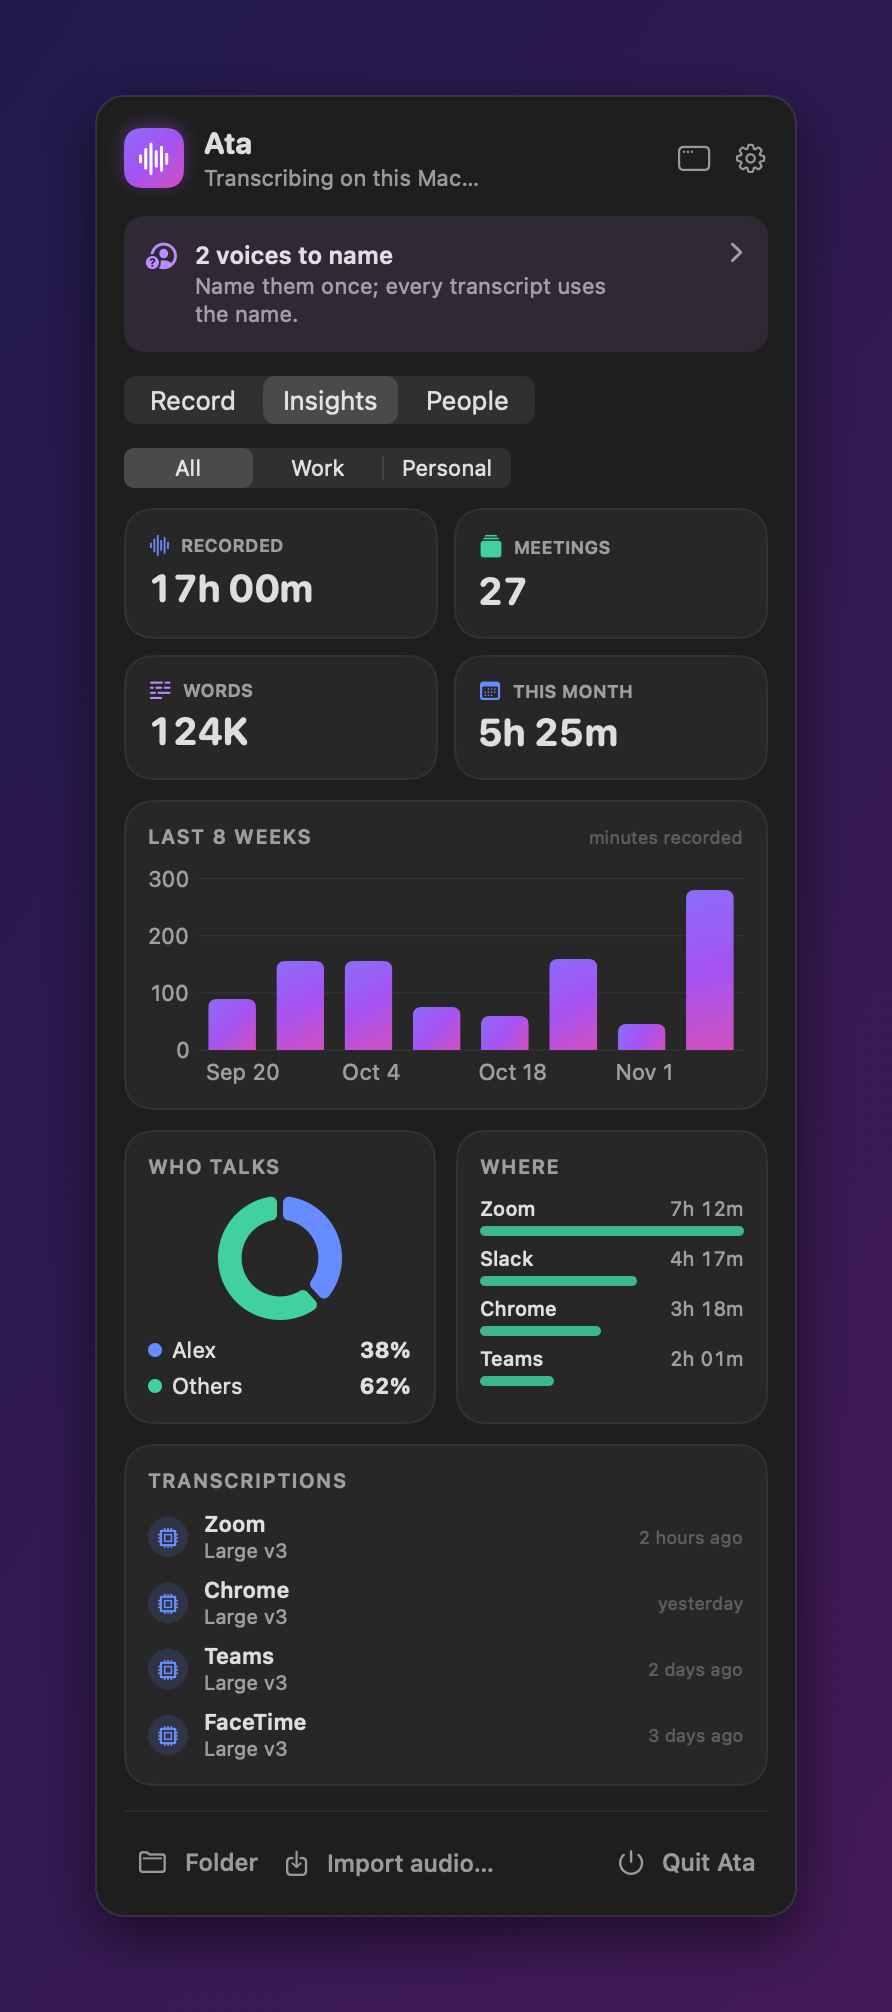 Ata
Transcribing on this Mac...
2 voices to name
Name them once; every transcript uses
the name.
Record Insights People
All Work Personal
RECORDED
17h 00m
MEETINGS
27
WORDS
124K
THIS MONTH
5h 25m
LAST 8 WEEKS minutes recorded
300
200
100
0
Sep 20 Oct 4 Oct 18 Nov 1
WHO TALKS
Alex 38%
Others 62%
WHERE
Zoom 7h 12m
Slack 4h 17m
Chrome 3h 18m
Teams 2h 01m
TRANSCRIPTIONS
Zoom
Large v3
2 hours ago
Chrome
Large v3
yesterday
Teams
Large v3
2 days ago
FaceTime
Large v3
3 days ago
Folder Import audio... Quit Ata